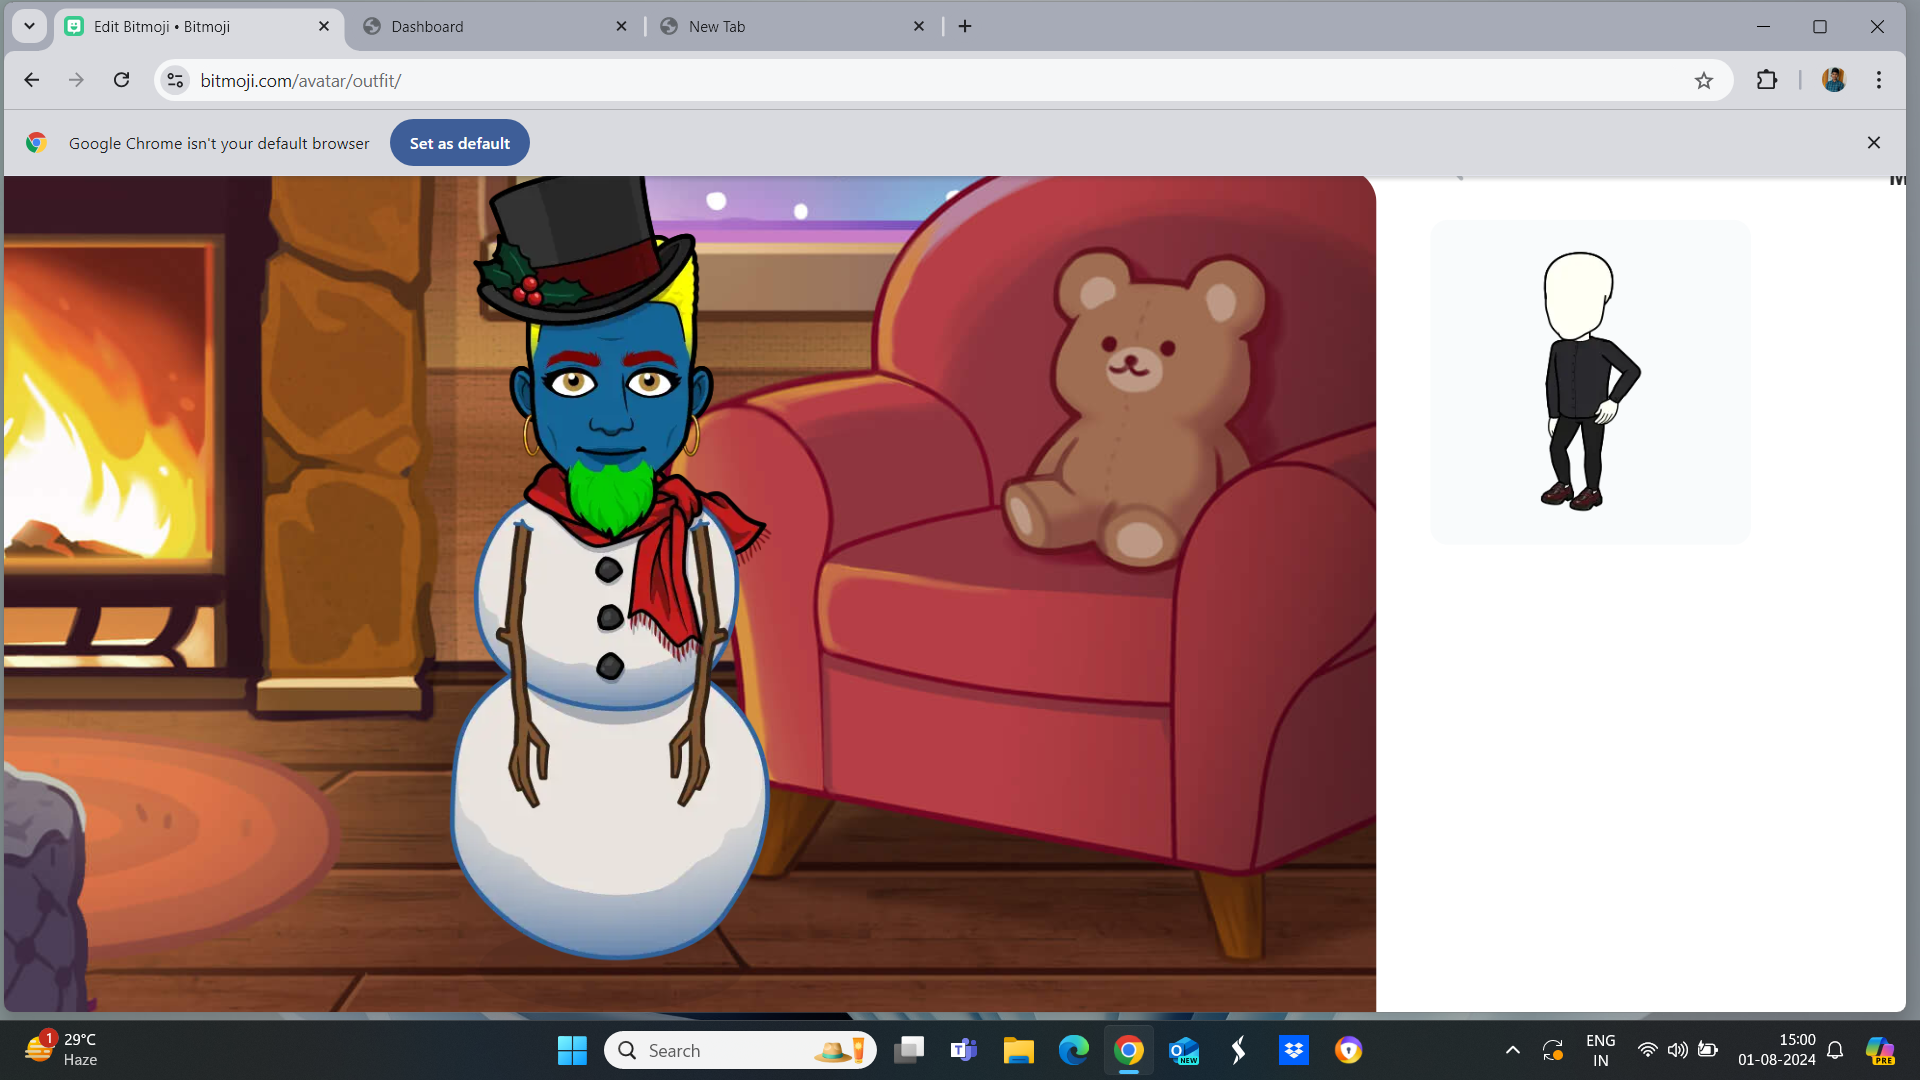 Edit Bitmoji • Bitmoji
Dashboard
New Tab
bitmoji.com/avatar/outfit/
Google Chrome isn't your default browser
Set as default
1
29°C
Haze
Search
T
NEW
ENG
IN
15:00
01-08-2024
PRE